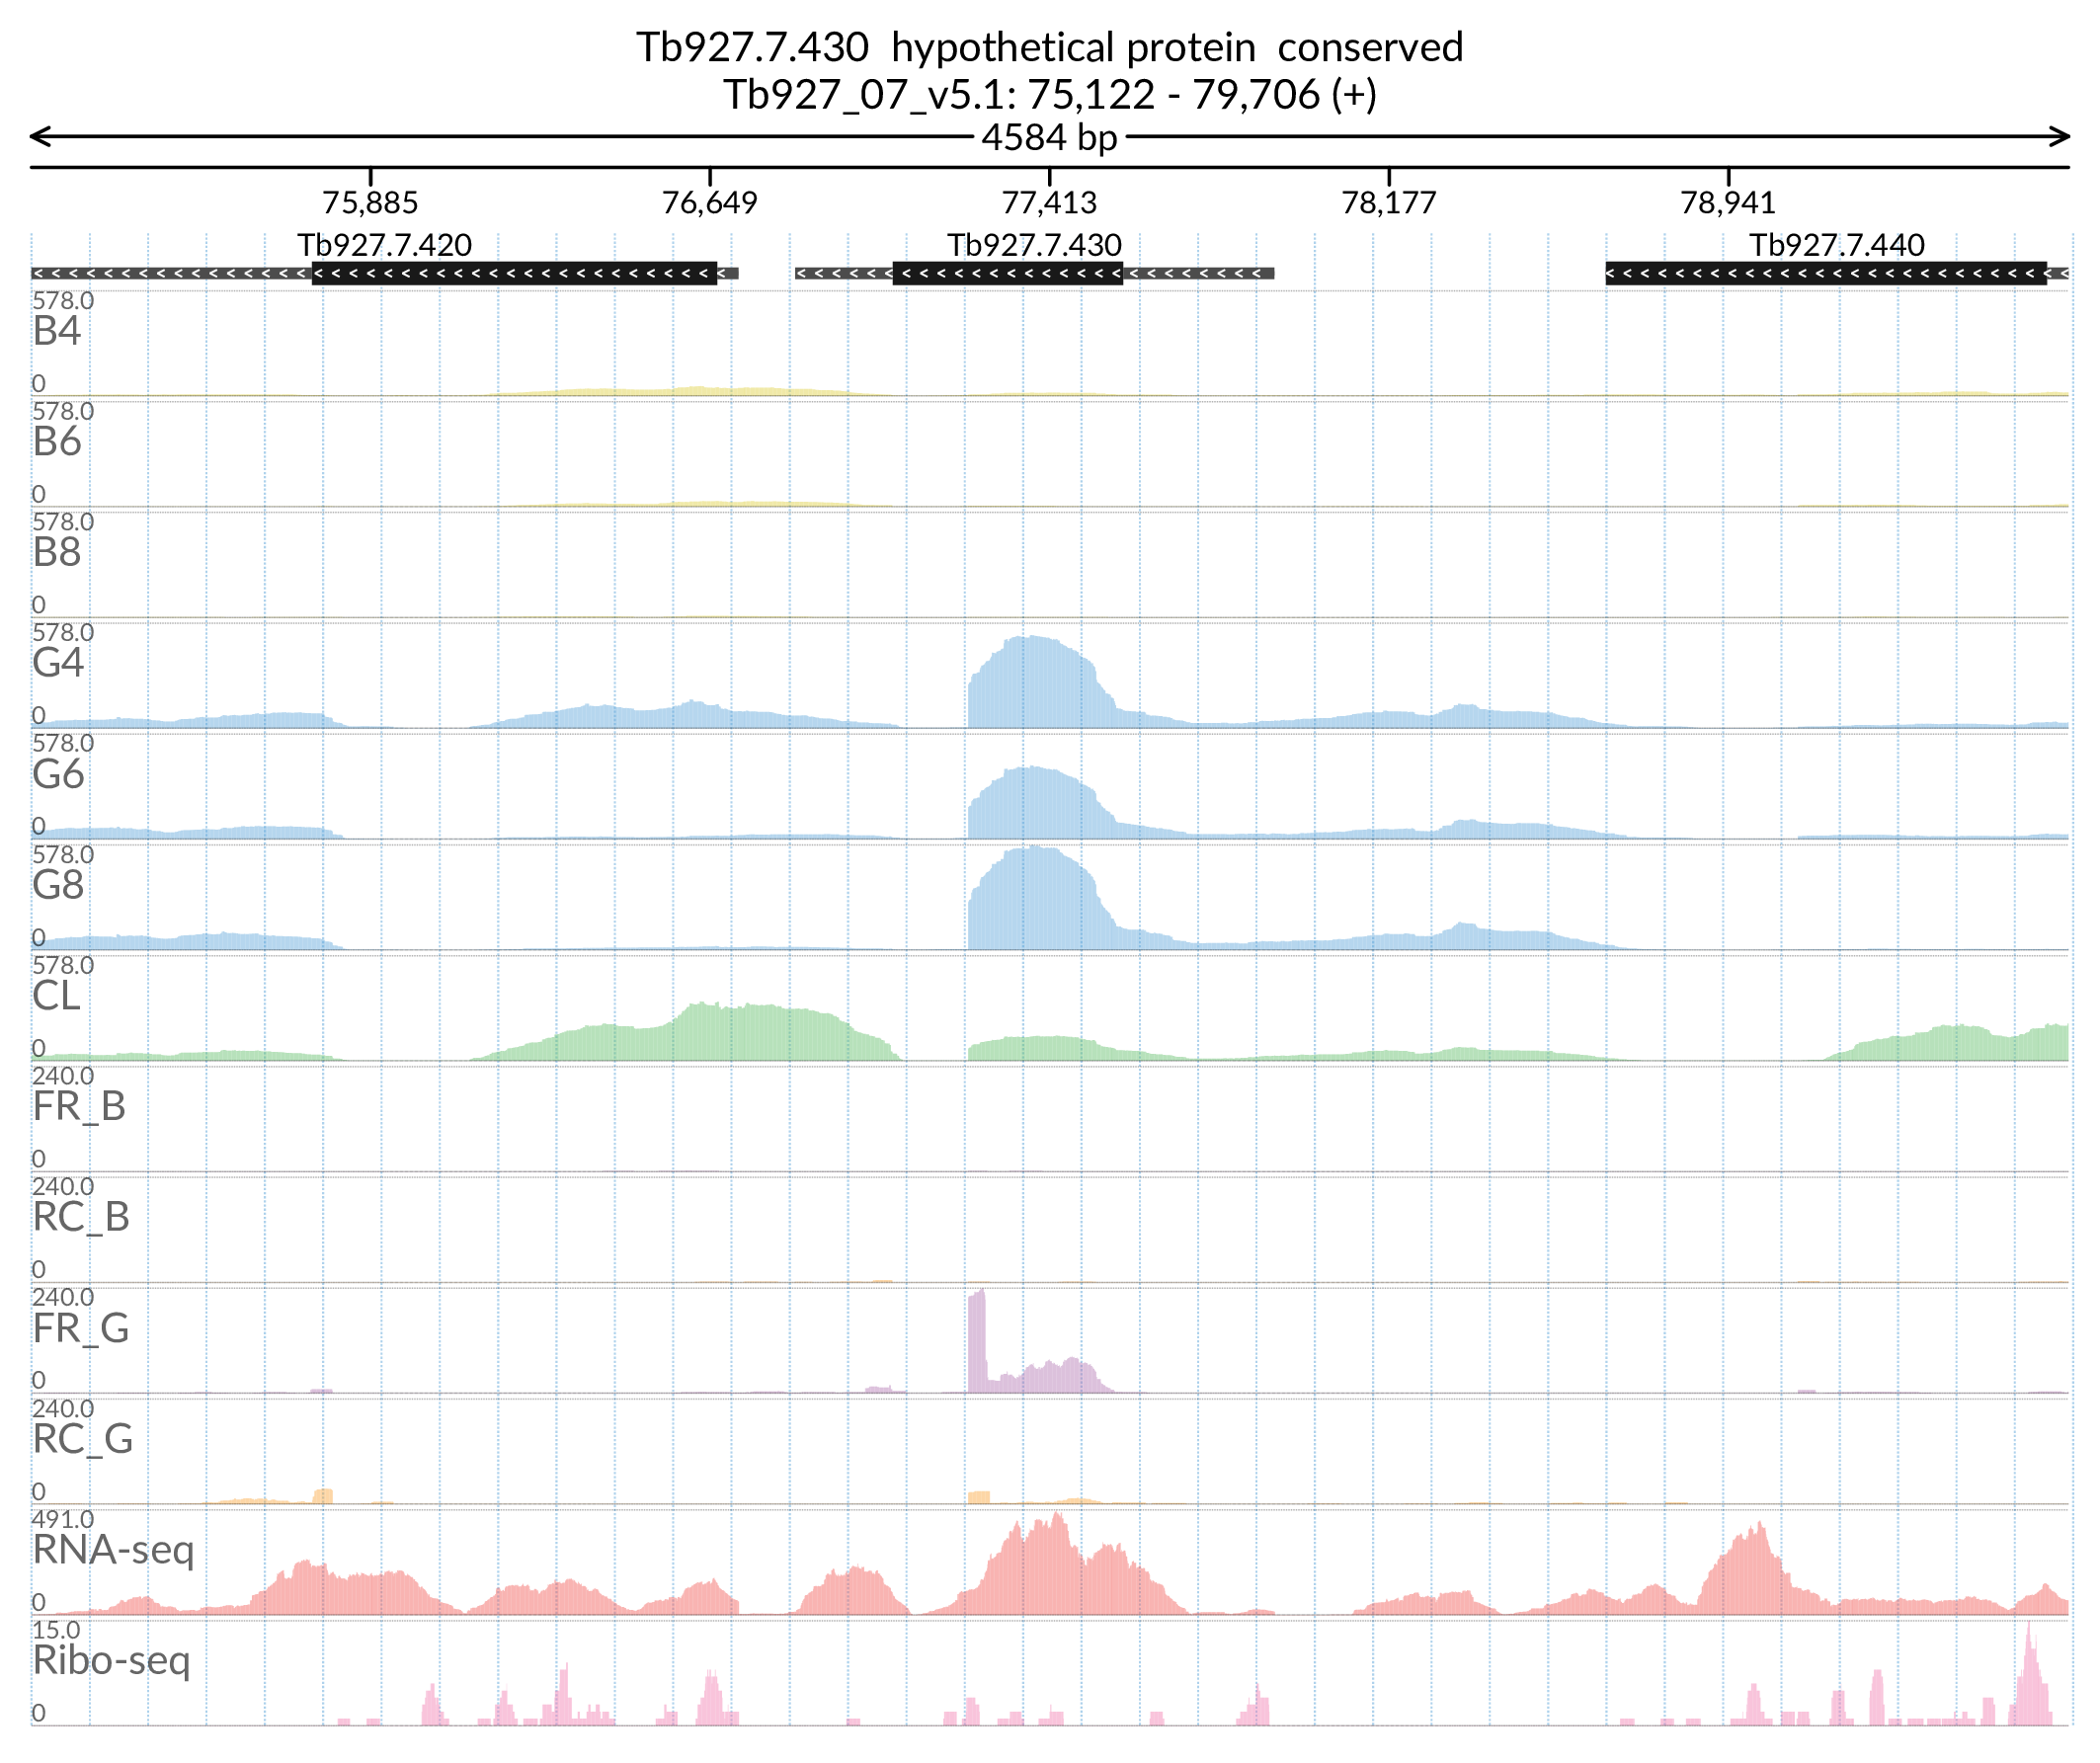 Tb927.7.430 hypothetical protein conserved
Tb927_07_v5.1: 75,122 - 79,706 (+)
4584 bp
75,885 76,649 77,413 78,177 78,941
Tb927.7.420 Tb927.7.430 Tb927.7.440
578.0
B4
0
578.0
B6
0
578.0
B8
0
578.0
G4
0
578.0
G6
0
578.0
G8
0
578.0
CL
0
240.0
FR_B
0
240.0
RC_B
0
240.0
FR_G
0
240.0
RC_G
0
491.0
RNA-seq
0
15.0
Ribo-seq
0